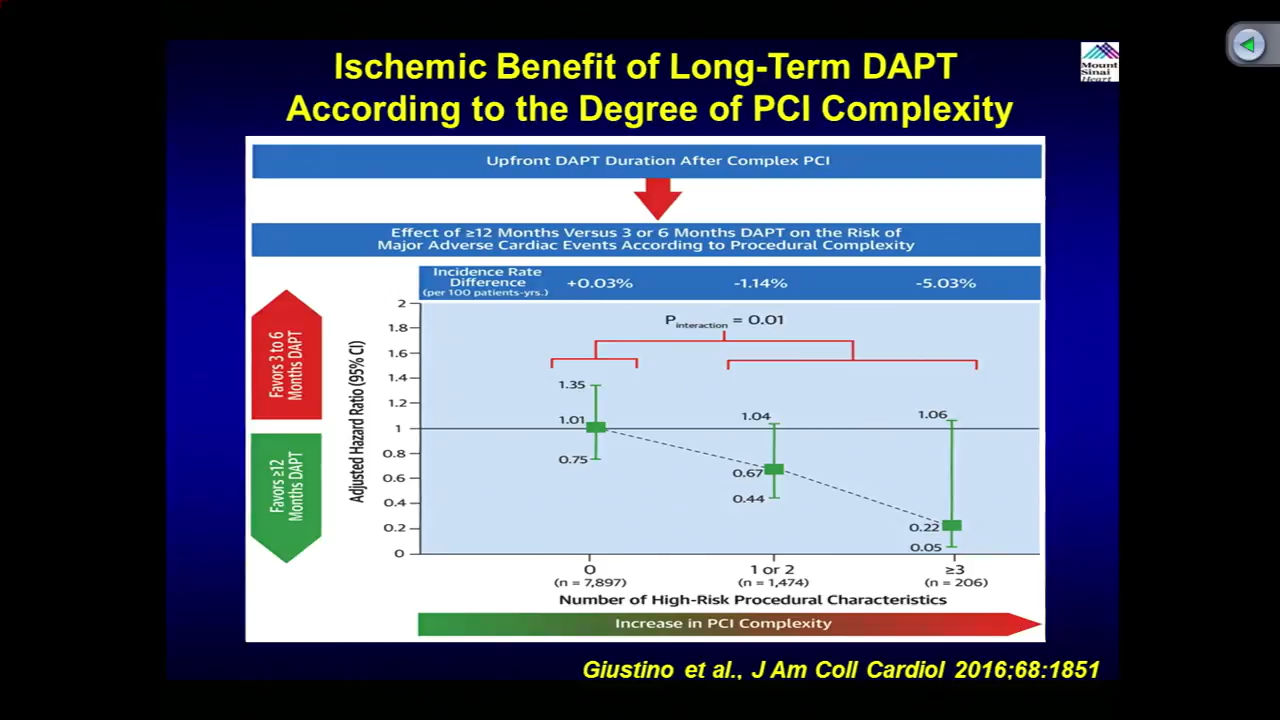 Ischemic Benefit of Long-Term DAPT
According to the Degree of PCI Complexity
Mount
Sinai
Heart
Upfront DAPT Duration After Complex PCI
Effect of ≥12 Months Versus 3 or 6 Months DAPT on the Risk of
Major Adverse Cardiac Events According to Procedural Complexity
Incidence Rate
Difference
(per 100 patients-yrs.)
+0.03%
-1.14%
-5.03%
Favors 3 to 6
Months DAPT
Favors ≥12
Months DAPT
Adjusted Hazard Ratio (95% CI)
2
1.8
1.6
1.4
1.2
1
0.8
0.6
0.4
0.2
0
Pinteraction = 0.01
1.35
1.01
0.75
1.04
0.67
0.44
1.06
0.22
0.05
0
(n = 7,897)
1 or 2
(n = 1,474)
≥3
(n = 206)
Number of High-Risk Procedural Characteristics
Increase in PCI Complexity
Giustino et al., J Am Coll Cardiol 2016;68:1851